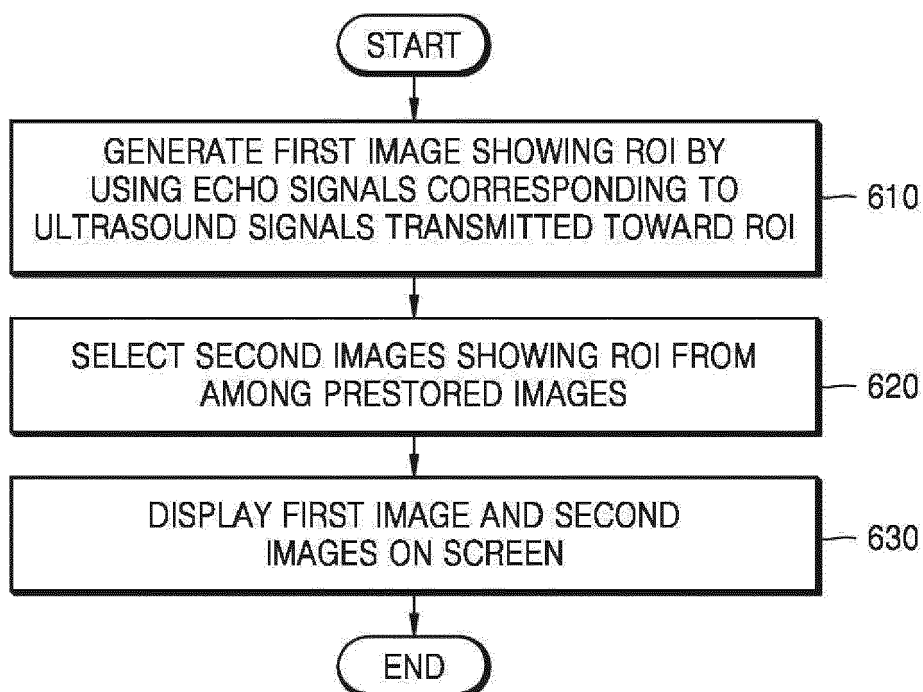 START
GENERATE FIRST IMAGE SHOWING ROI BY
USING ECHO SIGNALS CORRESPONDING TO
ULTRASOUND SIGNALS TRANSMITTED TOWARD ROI
610
SELECT SECOND IMAGES SHOWING ROI FROM
AMONG PRESTORED IMAGES
620
DISPLAY FIRST IMAGE AND SECOND
IMAGES ON SCREEN
630
END